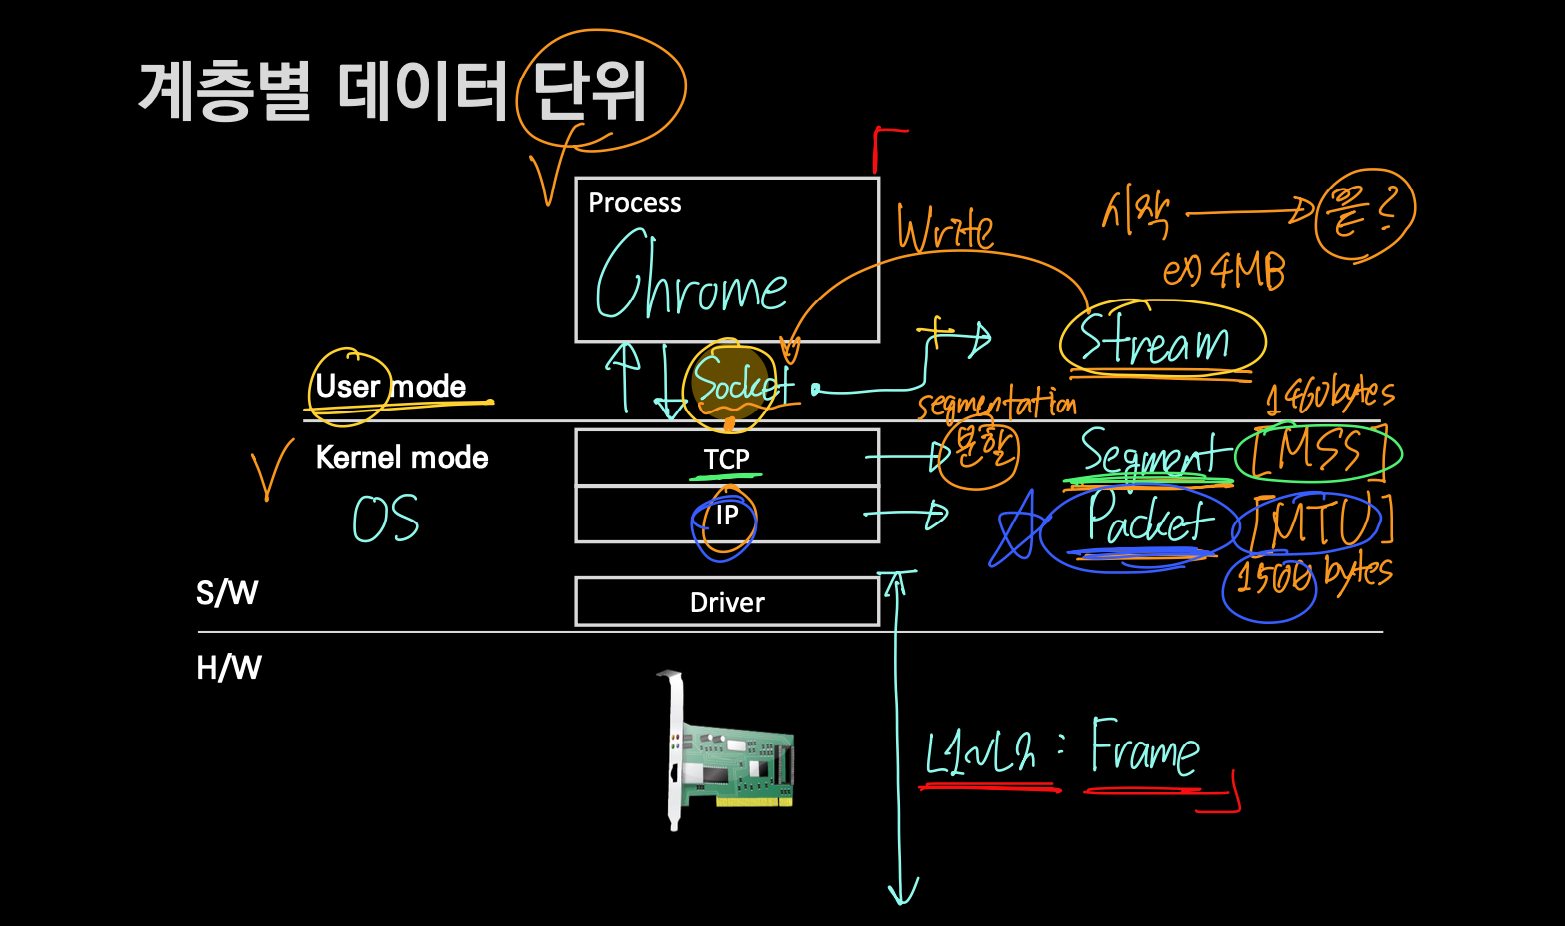 계층별 데이터 단위
Process
Chrome
Write
시작 → 끝?
ex) 4MB
Stream
Socket
User mode
segmentation
분할
1460bytes
Kernel mode
TCP
Segment [MSS]
OS
IP
Packet [MTU]
1500 bytes
S/W
Driver
H/W
L1~L2 : Frame